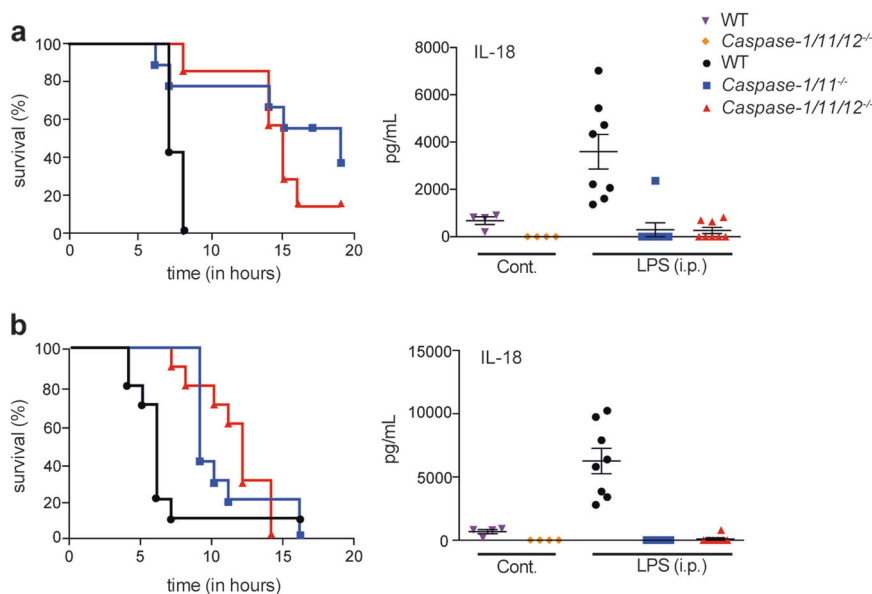 a
100
80
60
40
20
0
survival (%)
0 5 10 15 20
time (in hours)
IL-18
8000
6000
4000
2000
0
pg/mL
Cont. LPS (i.p.)
WT
Caspase-1/11/12-/-
WT
Caspase-1/11-/-
Caspase-1/11/12-/-
b
100
80
60
40
20
0
survival (%)
0 5 10 15 20
time (in hours)
IL-18
15000
10000
5000
0
pg/mL
Cont. LPS (i.p.)